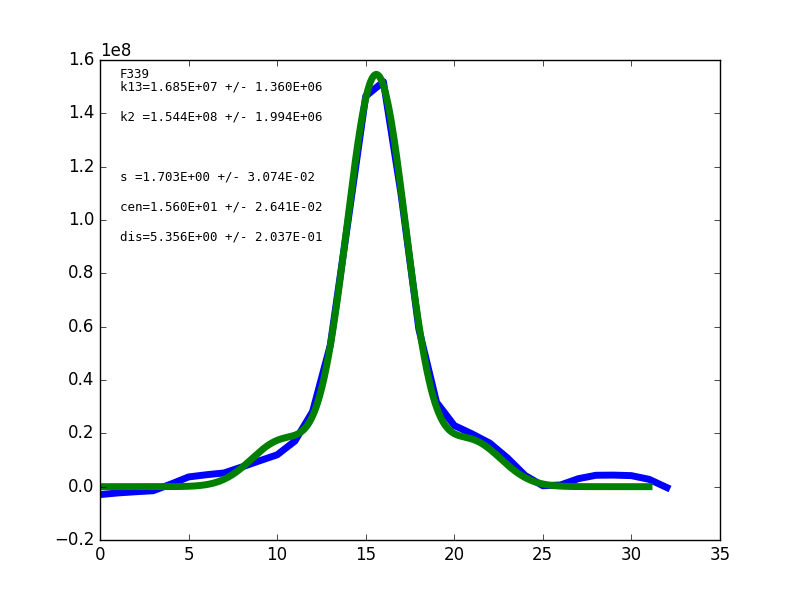 1e8
F339
k13=1.685E+07 +/- 1.360E+06
k2 =1.544E+08 +/- 1.994E+06
s =1.703E+00 +/- 3.074E-02
cen=1.560E+01 +/- 2.641E-02
dis=5.356E+00 +/- 2.037E-01
1.6
1.4
1.2
1.0
0.8
0.6
0.4
0.2
0.0
−0.2
0 5 10 15 20 25 30 35